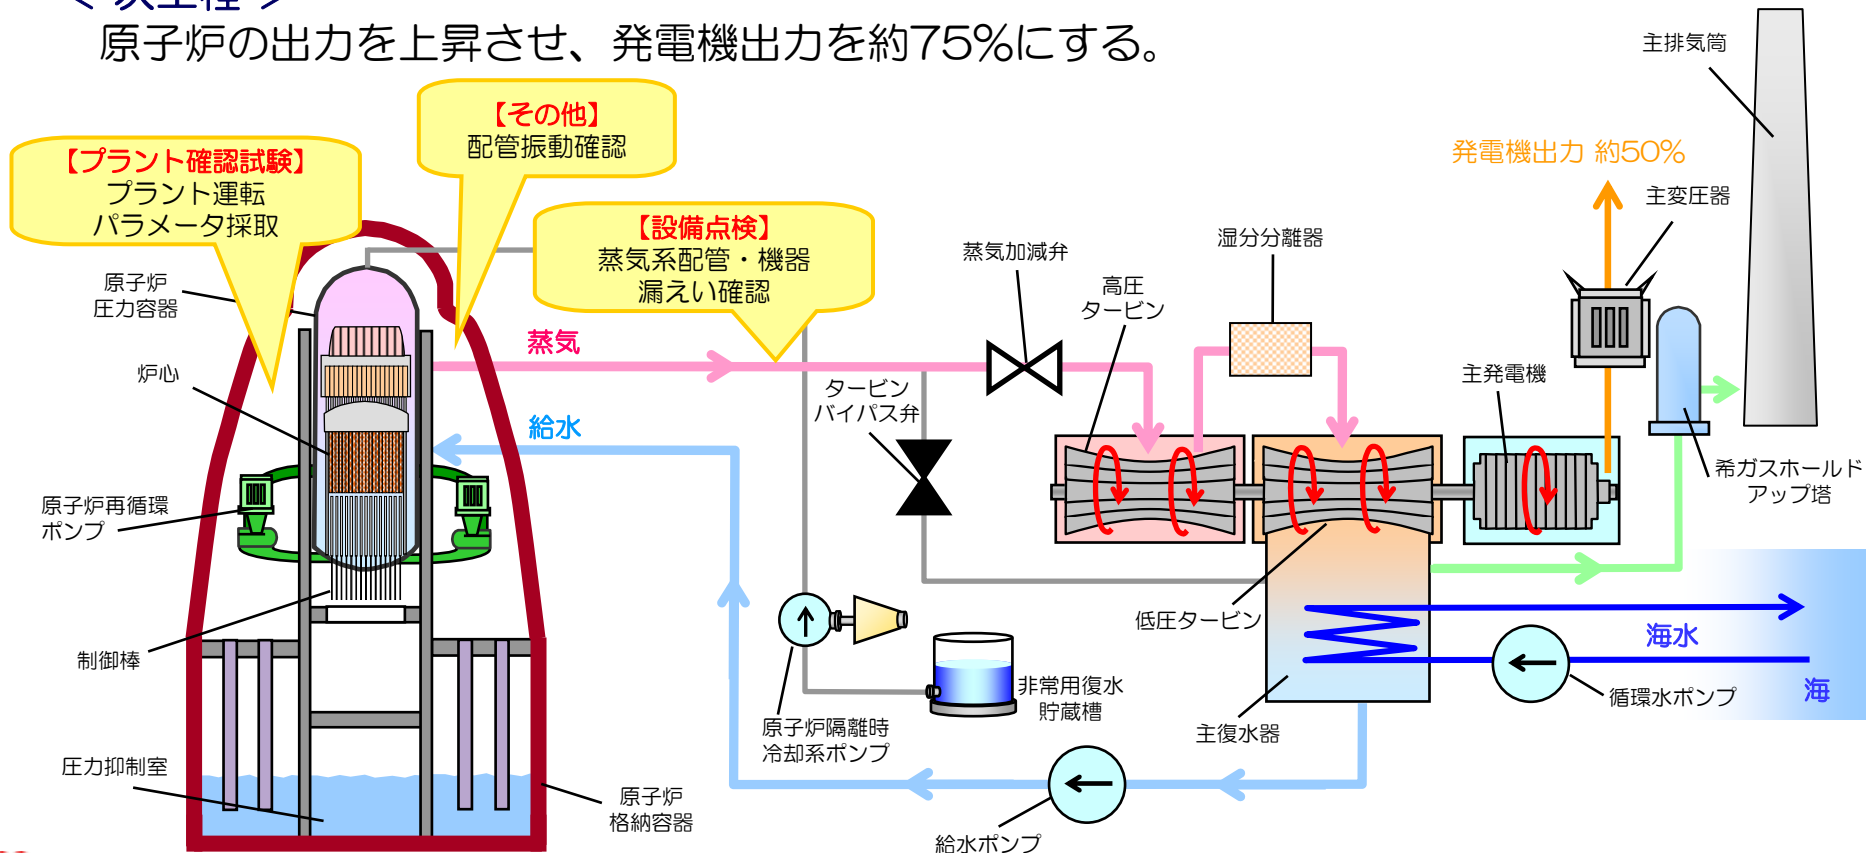 ＜ 次工程 ＞
原子炉の出力を上昇させ、発電機出力を約75%にする。
主排気筒
【その他】
配管振動確認
【プラント確認試験】
プラント運転
パラメータ採取
発電機出力 約50%
主変圧器
【設備点検】
蒸気系配管・機器
漏えい確認
湿分分離器
蒸気加減弁
高圧
タービン
原子炉
圧力容器
蒸気
炉心
タービン
バイパス弁
主発電機
給水
希ガスホールド
アップ塔
原子炉再循環
ポンプ
低圧タービン
海水
制御棒
海
非常用復水
貯蔵槽
循環水ポンプ
原子炉隔離時
冷却系ポンプ
主復水器
圧力抑制室
原子炉
格納容器
給水ポンプ